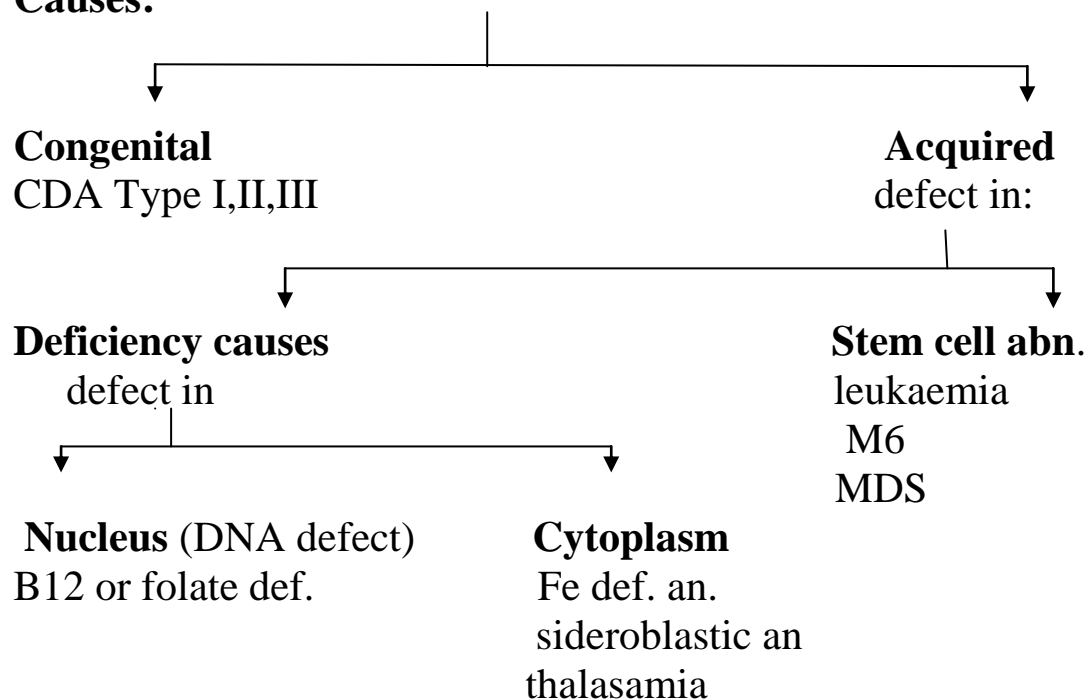 Causes:
Congenital
CDA Type I,II,III
Acquired
defect in:
Deficiency causes
defect in
Stem cell abn.
leukaemia
M6
MDS
Nucleus (DNA defect)
B12 or folate def.
Cytoplasm
Fe def. an.
sideroblastic an
thalasamia